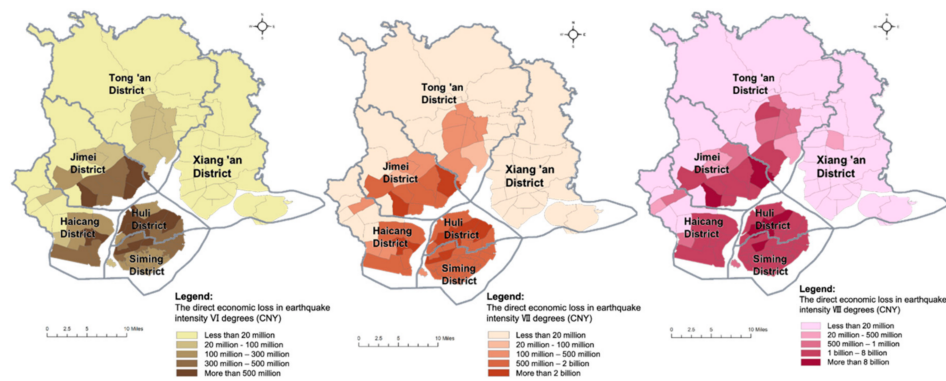 Tong 'an
District
Jimei
District
Xiang 'an
District
Haicang
District
Huli
District
Siming
District
Legend:
The direct economic loss in earthquake
intensity VI degrees (CNY)
Less than 20 million
20 million - 100 million
100 million – 300 million
300 million – 500 million
More than 500 million
0 2.5 5 10 Miles
Tong 'an
District
Jimei
District
Xiang 'an
District
Haicang
District
Huli
District
Siming
District
Legend:
The direct economic loss in earthquake
intensity VII degrees (CNY)
Less than 20 million
20 million - 100 million
100 million – 500 million
500 million – 2 billion
More than 2 billion
0 2.5 5 10 Miles
Tong 'an
District
Jimei
District
Xiang 'an
District
Haicang
District
Huli
District
Siming
District
Legend:
The direct economic loss in earthquake
intensity VIII degrees (CNY)
Less than 20 million
20 million - 500 million
500 million – 1 million
1 billion – 8 billion
More than 8 billion
0 2.5 5 10 Miles